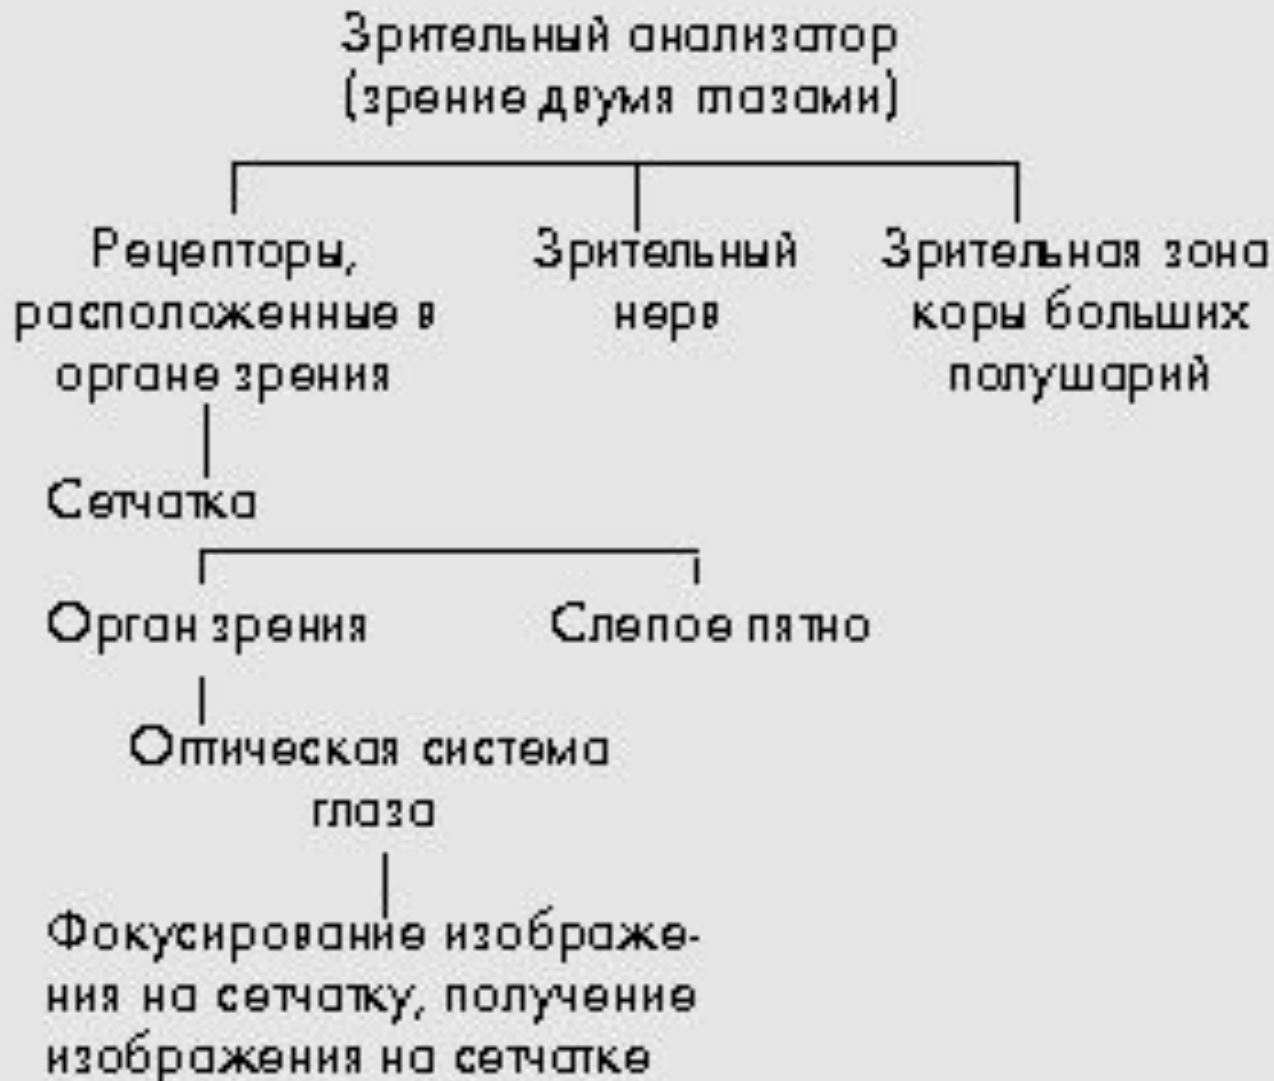 Зрительный анализатор
(зрение двумя тазами)
Рецепторы,
расположенные в
органе зрения
Зрительный
нерв
Зрительная зона
коры больших
полушарий
Сетчатка
Орган зрения
Слепое пятно
Оптическая система
глаза
Фокусирование изображе-
ния на сетчатку, получение
изображения на сетчатке